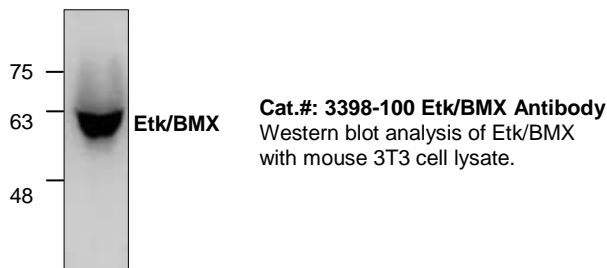 75
63
48
Etk/BMX
Cat.#: 3398-100 Etk/BMX Antibody
Western blot analysis of Etk/BMX
with mouse 3T3 cell lysate.